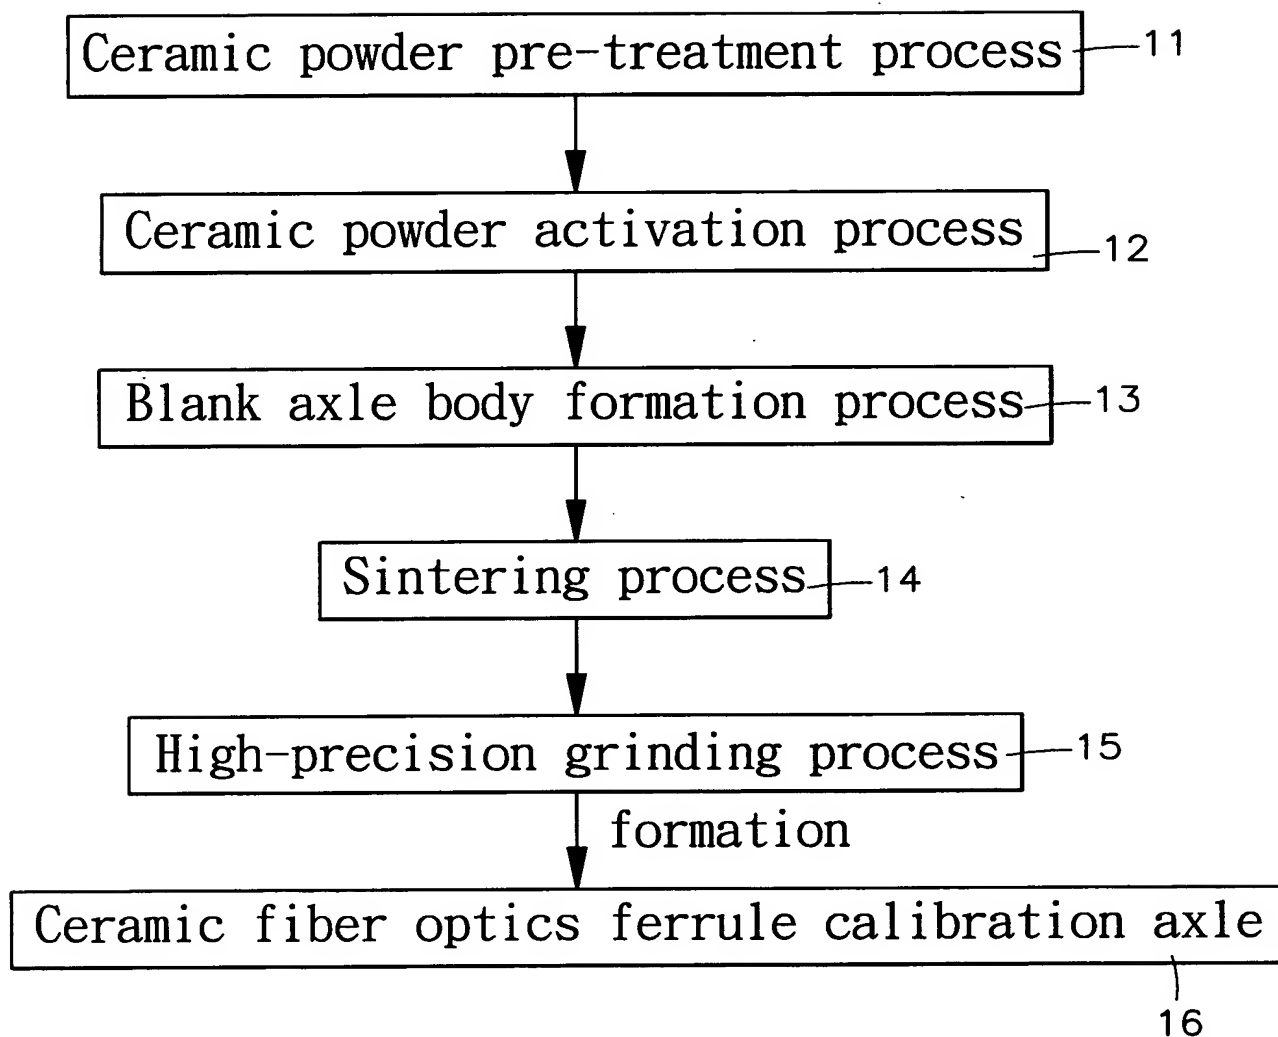 Ceramic powder pre-treatment process 11
Ceramic powder activation process 12
Blank axle body formation process 13
Sintering process 14
High-precision grinding process 15
formation
Ceramic fiber optics ferrule calibration axle
16